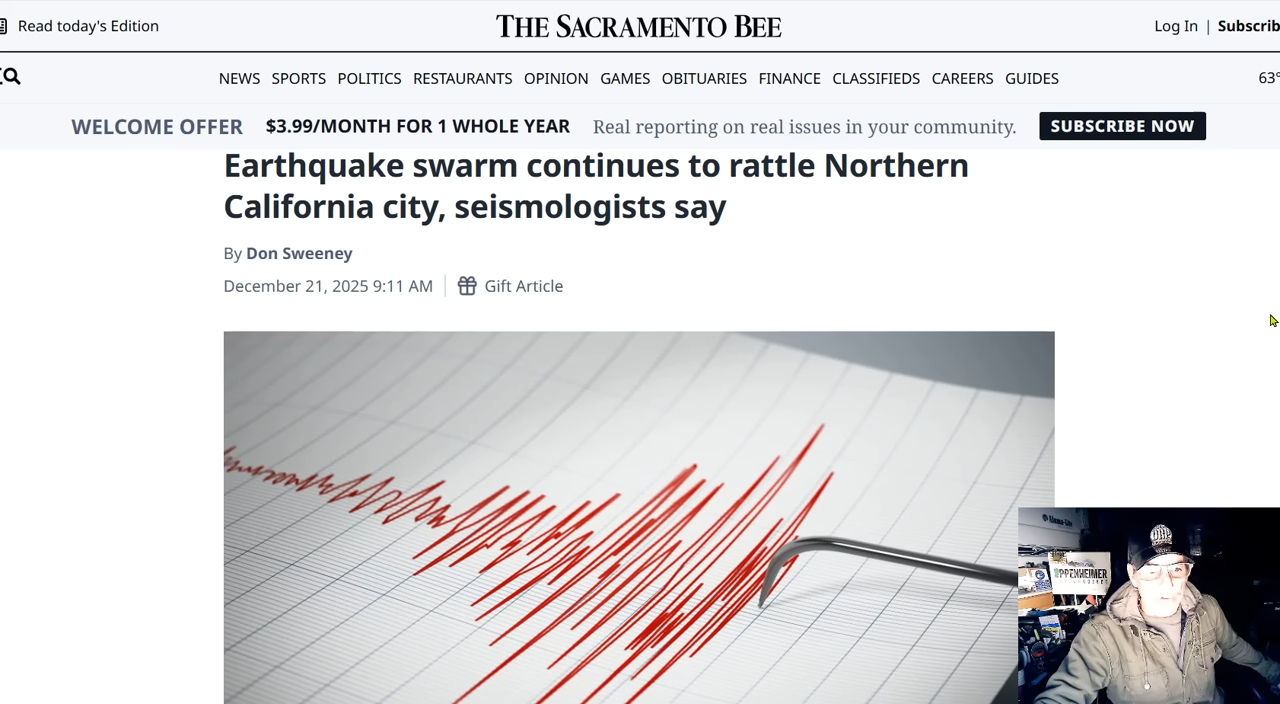 Read today's Edition
THE SACRAMENTO BEE
Log In | Subscrib
NEWS SPORTS POLITICS RESTAURANTS OPINION GAMES OBITUARIES FINANCE CLASSIFIEDS CAREERS GUIDES
63°
WELCOME OFFER $3.99/MONTH FOR 1 WHOLE YEAR Real reporting on real issues in your community. SUBSCRIBE NOW
Earthquake swarm continues to rattle Northern
California city, seismologists say
By Don Sweeney
December 21, 2025 9:11 AM
Gift Article
OPPENHEIMER